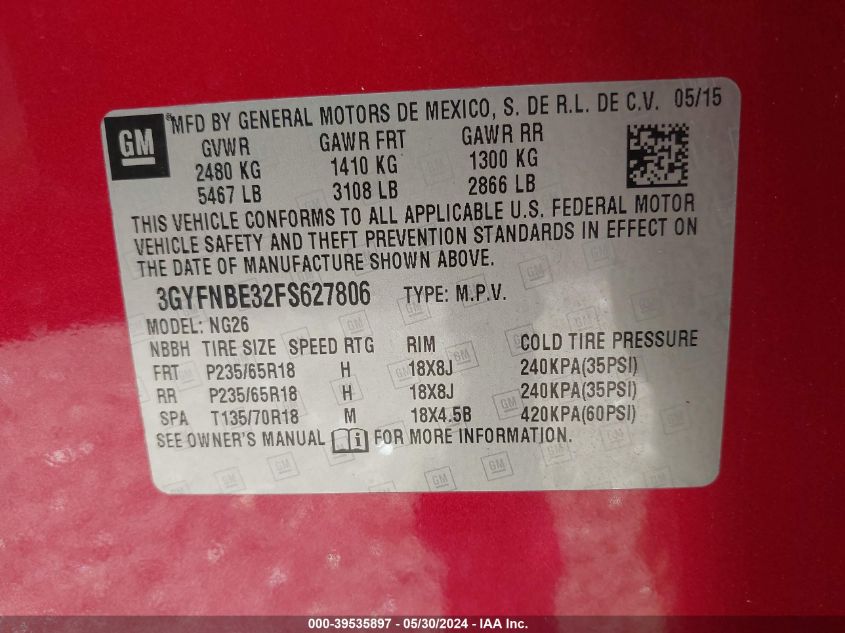 GM
® MFD BY GENERAL MOTORS DE MEXICO, S. DE R.L. DE C.V. 05/15
GVWR GAWR FRT GAWR RR
2480 KG 1410 KG 1300 KG
5467 LB 3108 LB 2866 LB
THIS VEHICLE CONFORMS TO ALL APPLICABLE U.S. FEDERAL MOTOR
VEHICLE SAFETY AND THEFT PREVENTION STANDARDS IN EFFECT ON
THE DATE OF MANUFACTURE SHOWN ABOVE.
3GYFNBE32FS627806 TYPE: M.P.V.
MODEL: NG26
NBBH TIRE SIZE SPEED RTG RIM COLD TIRE PRESSURE
FRT P235/65R18 H 18X8J 240KPA(35PSI)
RR P235/65R18 H 18X8J 240KPA(35PSI)
SPA T135/70R18 M 18X4.5B 420KPA(60PSI)
SEE OWNER'S MANUAL i FOR MORE INFORMATION.
000-39535897 - 05/30/2024 - IAA Inc.